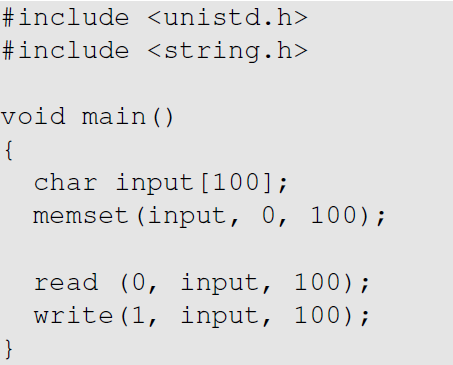 #include <unistd.h>
#include <string.h>
void main()
{
char input[100];
memset(input, 0, 100);
read (0, input, 100);
write(1, input, 100);
}